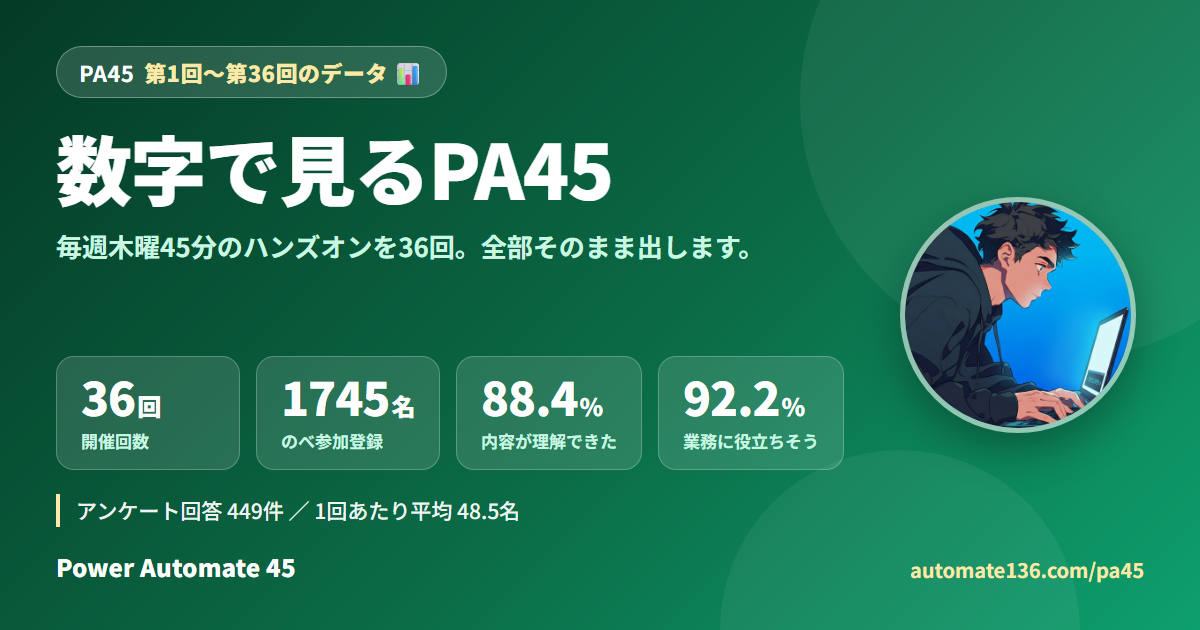 PA45 第1回〜第36回のデータ
数字で見るPA45
毎週木曜45分のハンズオンを36回。全部そのまま出します。
36回
開催回数
1745名
のべ参加登録
88.4%
内容が理解できた
92.2%
業務に役立ちそう
アンケート回答 449件 ／ 1回あたり平均 48.5名
Power Automate 45
automate136.com/pa45